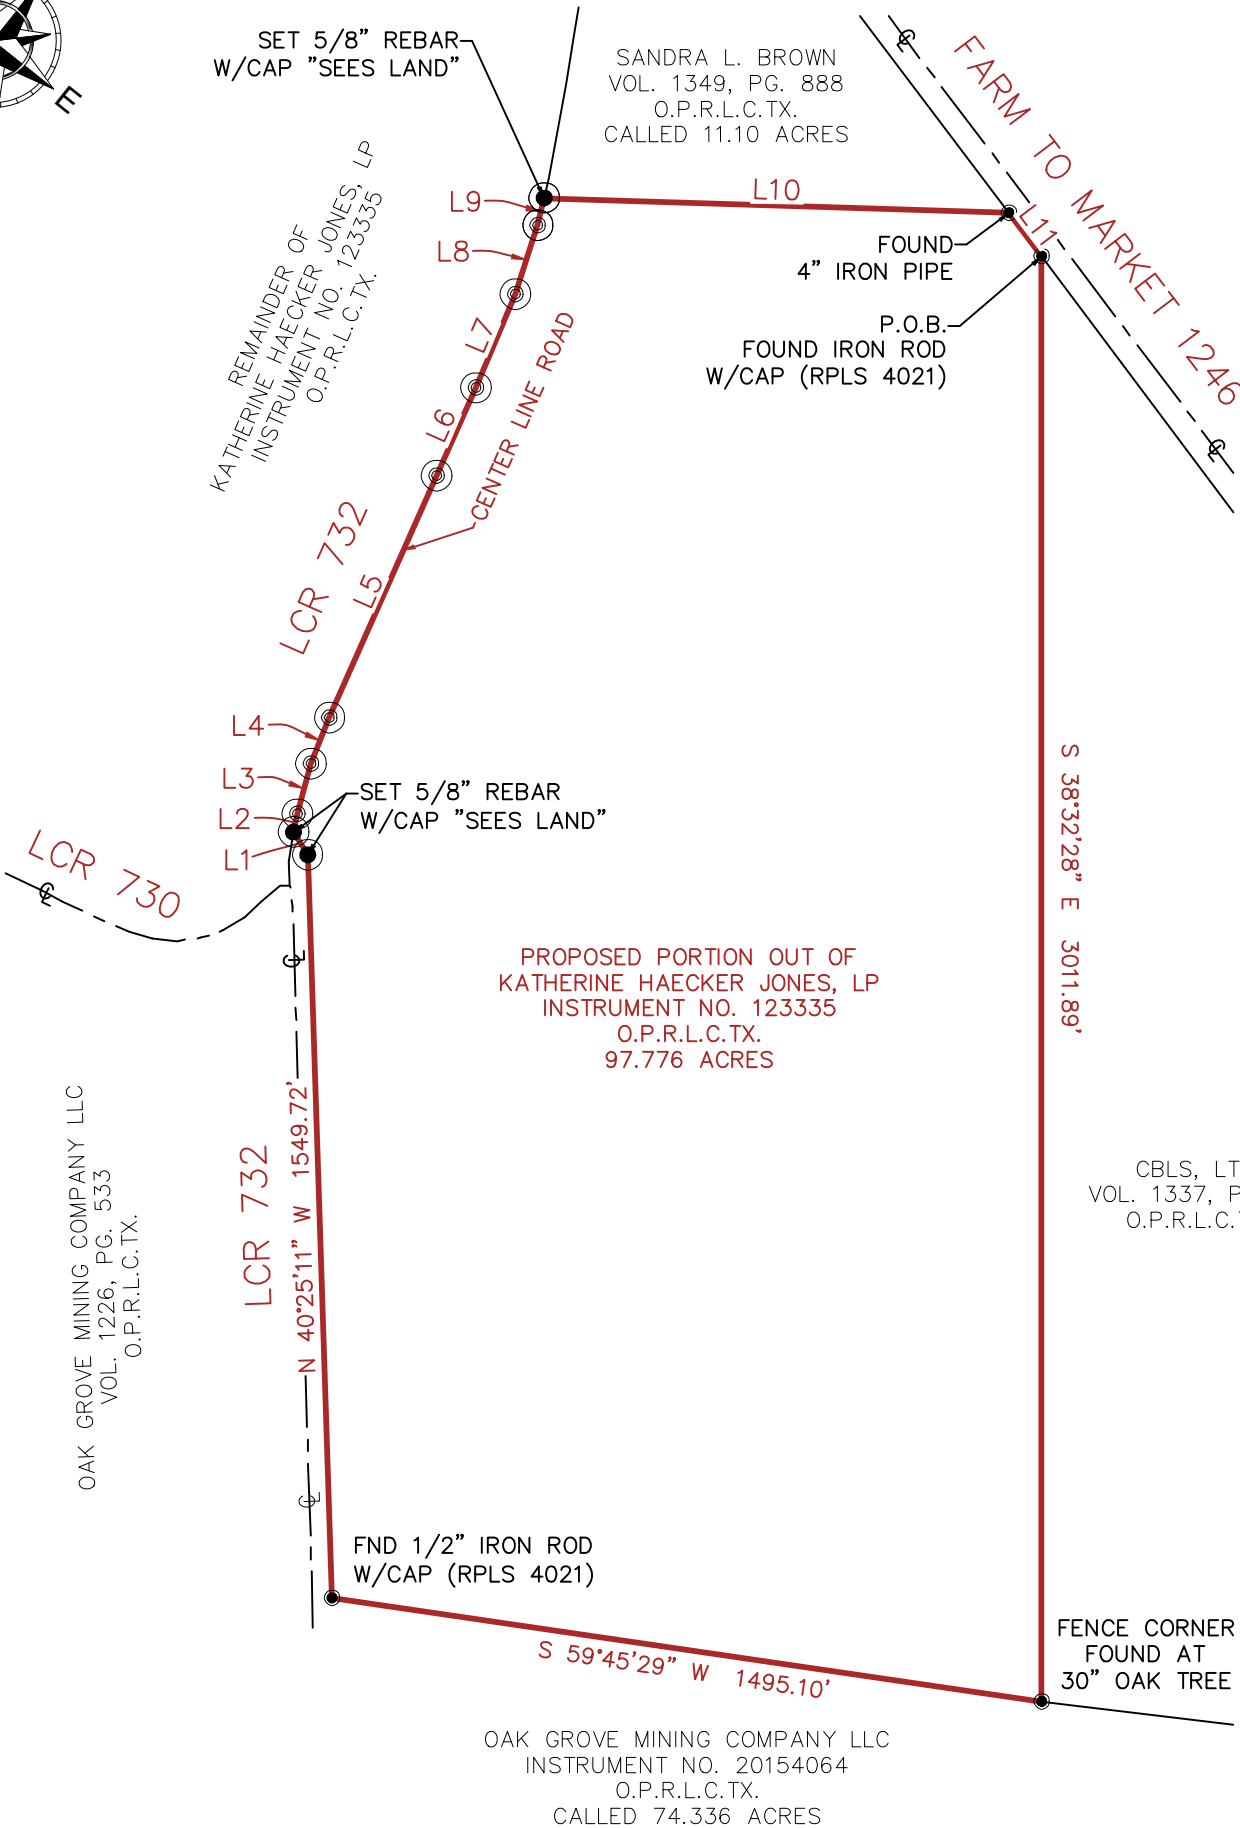 E
SET 5/8" REBAR
W/CAP "SEES LAND"
SANDRA L. BROWN
VOL. 1349, PG. 888
O.P.R.L.C.TX.
CALLED 11.10 ACRES
℄
FARM TO MARKET 1246
℄
REMAINDER OF
KATHERINE HAECKER JONES, LP
INSTRUMENT NO. 123335
O.P.R.L.C.TX.
L9
L10
L11
L8
FOUND
4" IRON PIPE
P.O.B.
FOUND IRON ROD
W/CAP (RPLS 4021)
L7
CENTER LINE ROAD
L6
LCR 732
L5
L4
L3
L2
L1
SET 5/8" REBAR
W/CAP "SEES LAND"
LCR 730
℄
℄
S 38°32'28" E 3011.89'
PROPOSED PORTION OUT OF
KATHERINE HAECKER JONES, LP
INSTRUMENT NO. 123335
O.P.R.L.C.TX.
97.776 ACRES
OAK GROVE MINING COMPANY LLC
VOL. 1226, PG. 533
O.P.R.L.C.TX.
LCR 732
N 40°25'11" W 1549.72'
℄
CBLS, LT
VOL. 1337, P
O.P.R.L.C.T
FND 1/2" IRON ROD
W/CAP (RPLS 4021)
S 59°45'29" W 1495.10'
FENCE CORNER
FOUND AT
30" OAK TREE
OAK GROVE MINING COMPANY LLC
INSTRUMENT NO. 20154064
O.P.R.L.C.TX.
CALLED 74.336 ACRES